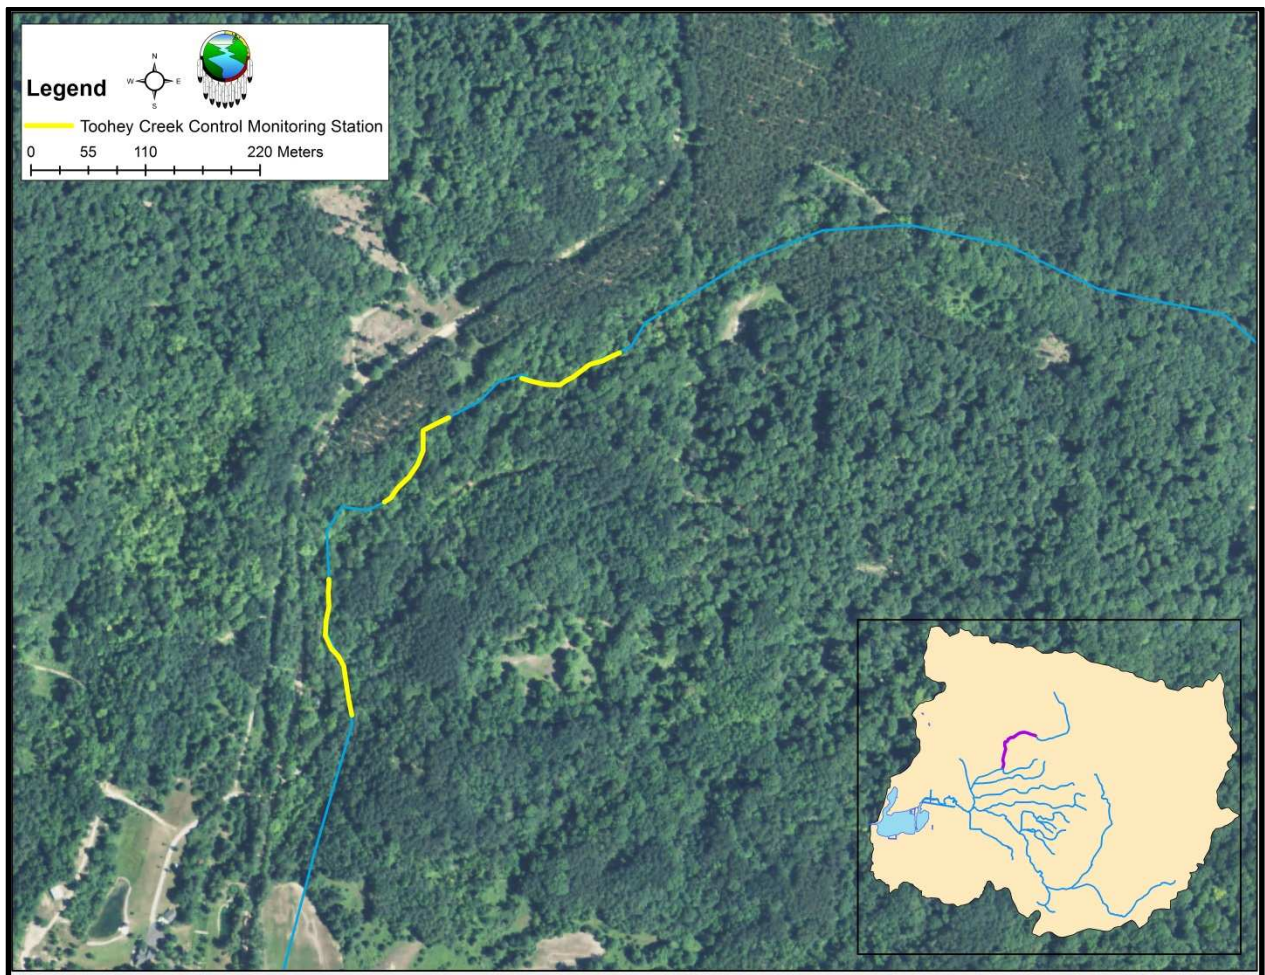 N
W E
S
Legend
Toohey Creek Control Monitoring Station
0 55 110 220 Meters